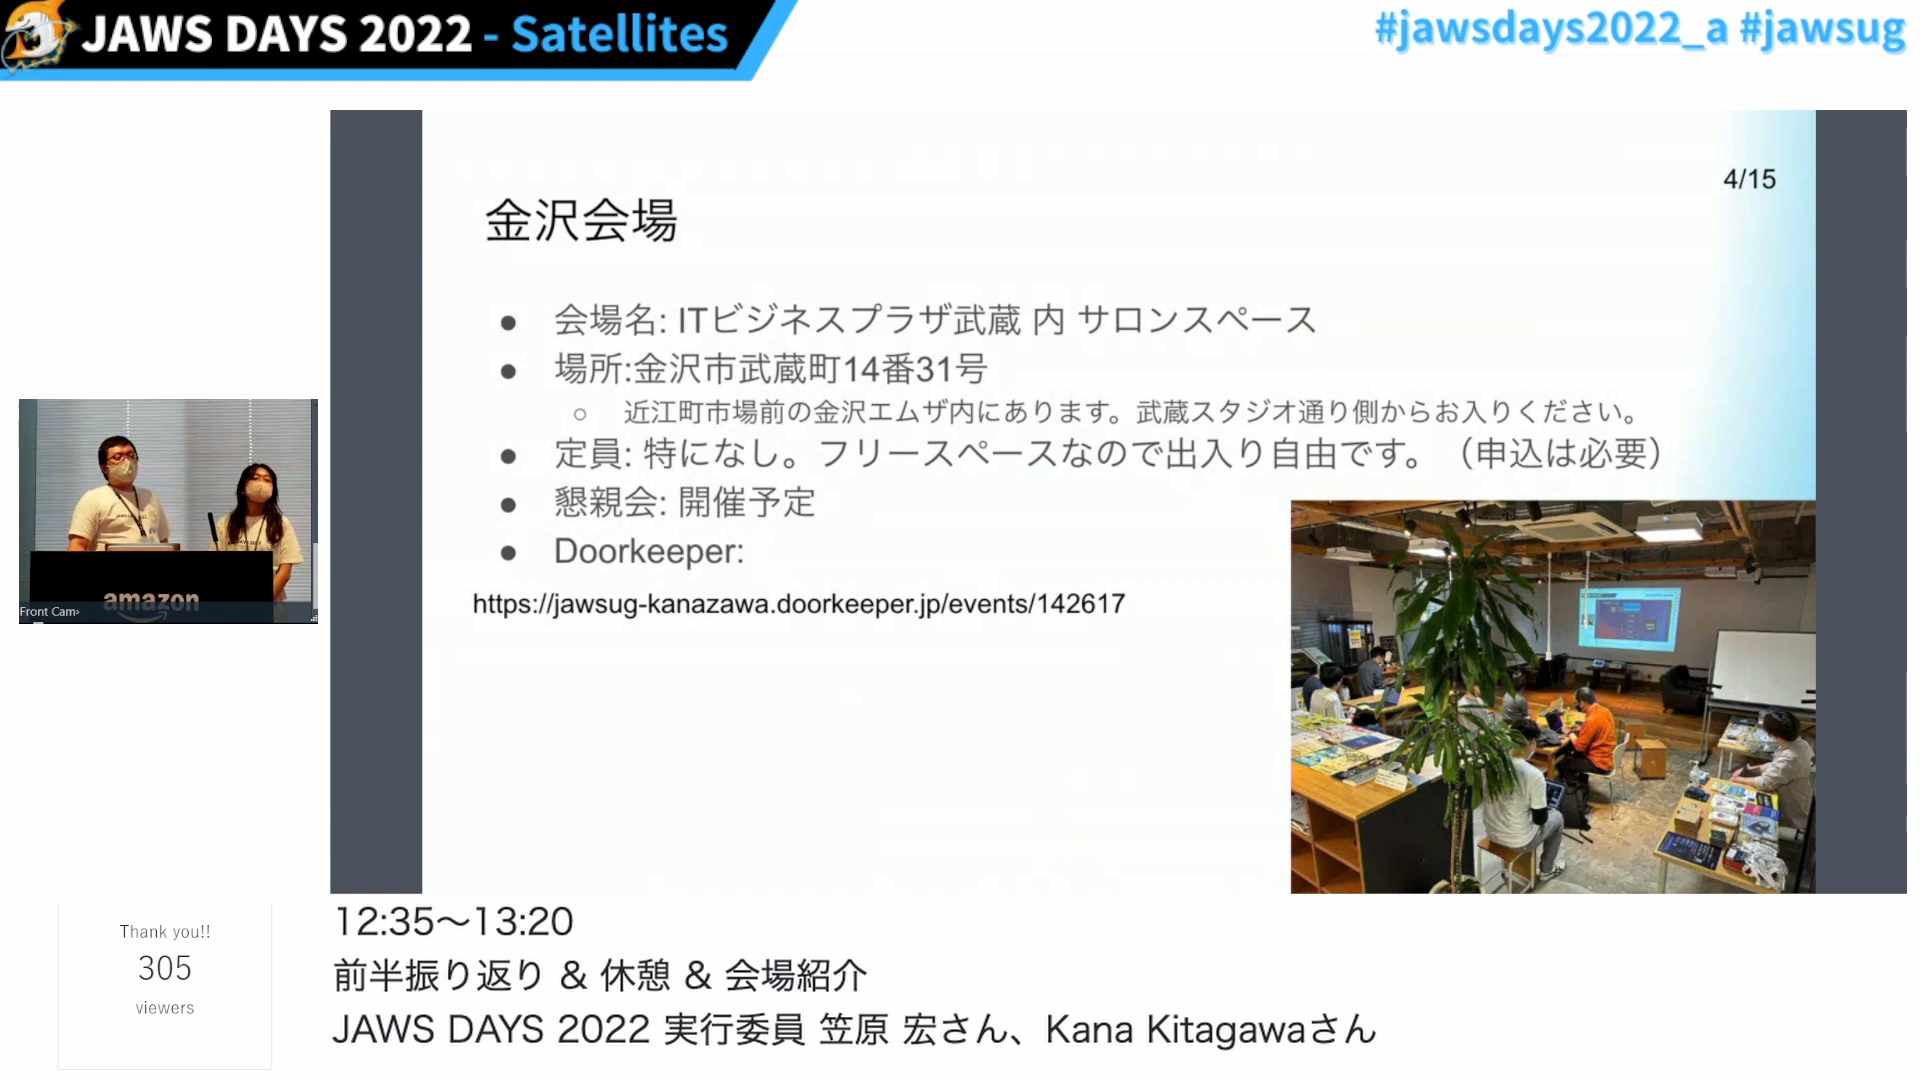 JAWS DAYS 2022 - Satellites
#jawsdays2022_a #jawsug
4/15
金沢会場
● 会場名: ITビジネスプラザ武蔵 内 サロンスペース
● 場所:金沢市武蔵町14番31号
○ 近江町市場前の金沢エムザ内にあります。武蔵スタジオ通り側からお入りください。
● 定員: 特になし。フリースペースなので出入り自由です。（申込は必要）
● 懇親会: 開催予定
● Doorkeeper:
https://jawsug-kanazawa.doorkeeper.jp/events/142617
amazon
Front Cam›
Thank you!!
305
viewers
12:35〜13:20
前半振り返り & 休憩 & 会場紹介
JAWS DAYS 2022 実行委員 笠原 宏さん、Kana Kitagawaさん